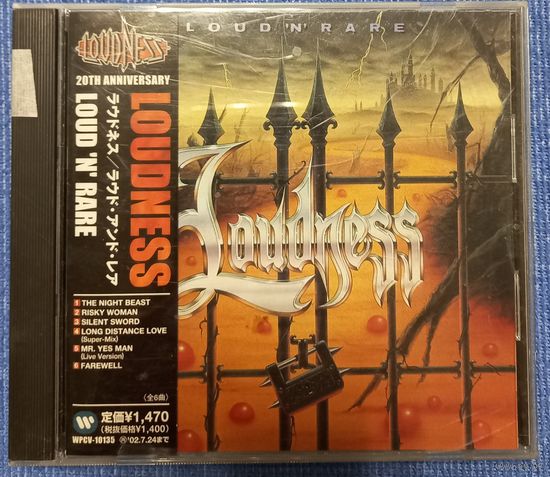 LOUDNESS
20TH ANNIVERSARY
LOUDNESS
ラウドネス/ラウド・アンド・レア
LOUD 'N' RARE
1 THE NIGHT BEAST
2 RISKY WOMAN
3 SILENT SWORD
4 LONG DISTANCE LOVE
(Super-Mix)
5 MR. YES MAN
(Live Version)
6 FAREWELL
〈全6曲〉
定価¥1,470
(税抜価格¥1,400)
WPCV-10135 '02.7.24まで
LOUD 'N' RARE
Loudness